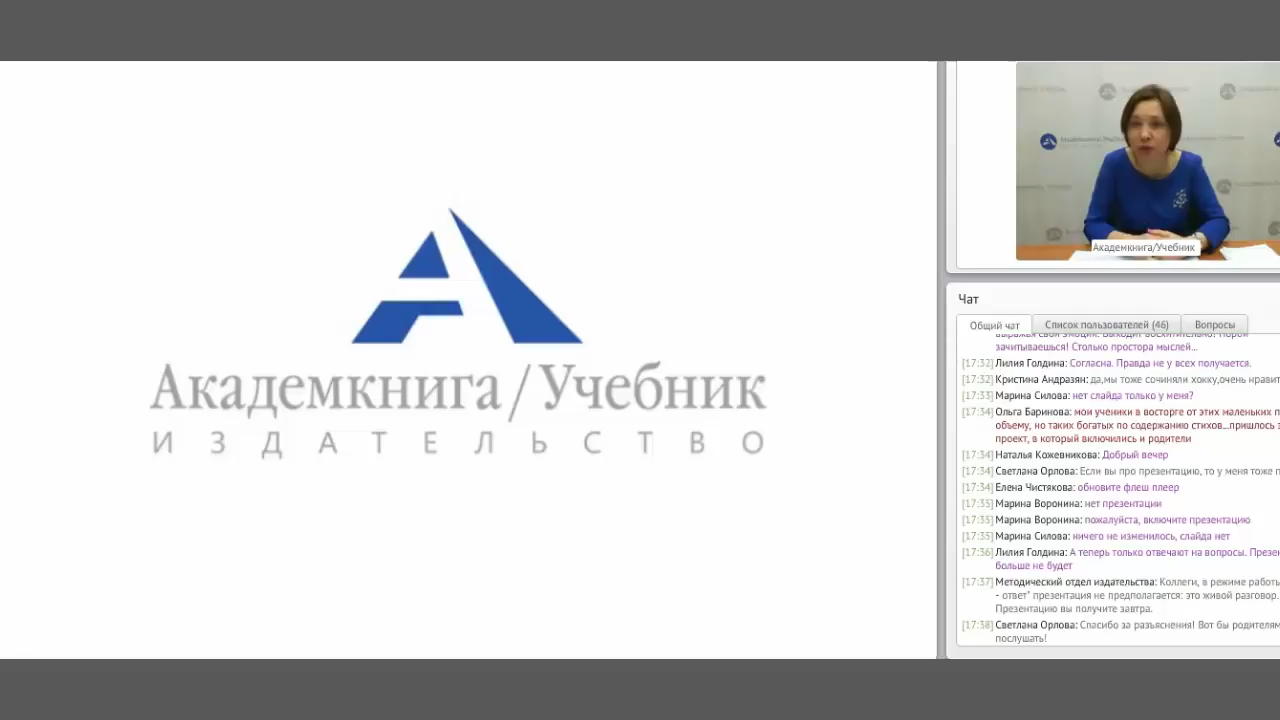 Академкнига/Учебник
ИЗДАТЕЛЬСТВО
Академкнига/Учебник
Чат
Общий чат
Список пользователей (46)
Вопросы
зачитываешься! Столько простора мыслей...
[17:32] Лилия Голдина: Согласна. Правда не у всех получается.
[17:32] Кристина Андразян: да,мы тоже сочиняли хокку,очень
[17:33] Марина Силова: нет слайда только у меня?
[17:34] Ольга Баринова: мои ученики в восторге от этих маленьких
объему, но таких богатых по содержанию стихов...пришлось
проект, в который включились и родители
[17:34] Наталья Кожевникова: Добрый вечер
[17:34] Светлана Орлова: Если вы про презентацию, то у меня тоже
[17:34] Елена Чистякова: обновите флеш плеер
[17:35] Марина Воронина: нет презентации
[17:35] Марина Воронина: пожалуйста, включите презентацию
[17:35] Марина Силова: ничего не изменилось, слайда нет
[17:36] Лилия Голдина: А теперь только отвечают на вопросы.
больше не будет
[17:37] Методический отдел издательства: Коллеги, в режиме
- ответ" презентация не предполагается: это живой разговор.
Презентацию вы получите завтра.
[17:38] Светлана Орлова: Спасибо за разъяснения! Вот бы
послушать!